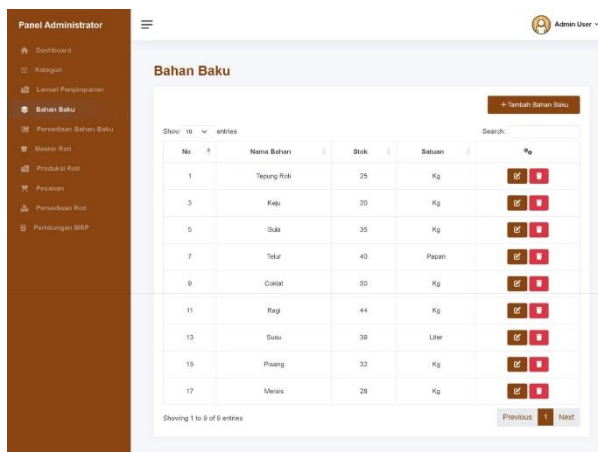 Panel Administrator
Admin User
Dashboard
Kategori
Lemari Penyimpanan
Bahan Baku
Persediaan Bahan Baku
Master Roti
Produksi Roti
Pesanan
Persediaan Roti
Perhitungan MRP
Bahan Baku
+ Tambah Bahan Baku
Show 10 entries
Search:
No Nama Bahan Stok Satuan
1 Tepung Roti 25 Kg
3 Keju 20 Kg
5 Gula 35 Kg
7 Telur 40 Papan
9 Coklat 50 Kg
11 Ragi 44 Kg
13 Susu 39 Liter
15 Pisang 32 Kg
17 Meisis 28 Kg
Showing 1 to 9 of 9 entries
Previous 1 Next